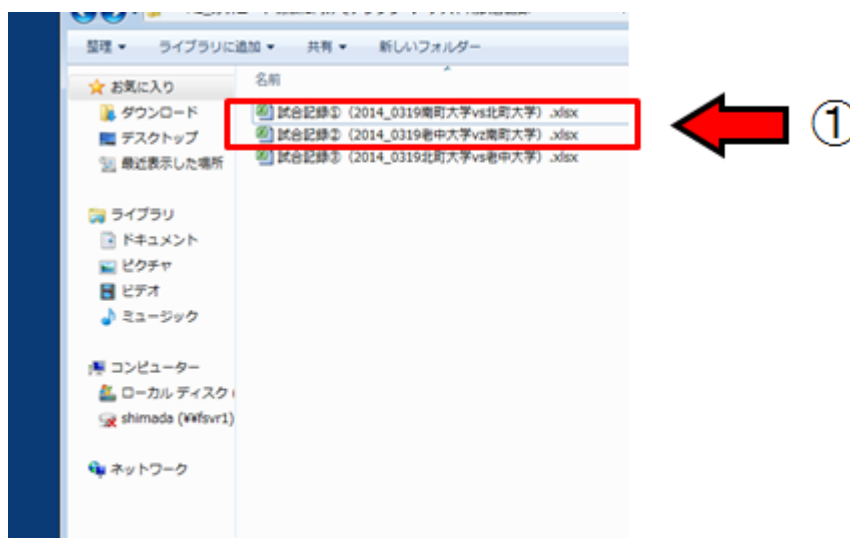 整理 ▼ ライブラリに追加 ▼ 共有 ▼ 新しいフォルダー
名前
お気に入り
ダウンロード
デスクトップ
最近表示した場所
試合記録①（2014_0319南町大学vs北町大学）.xlsx
試合記録②（2014_0319老中大学vz南町大学）.xlsx
試合記録③（2014_0319北町大学vs老中大学）.xlsx
①
ライブラリ
ドキュメント
ピクチャ
ビデオ
ミュージック
コンピューター
ローカル ディスク
shimada (¥¥fsvr1)
ネットワーク